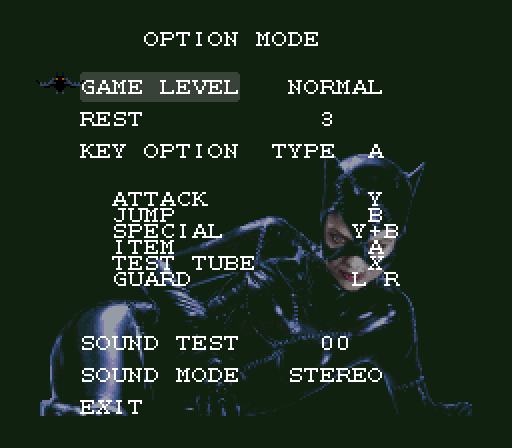 OPTION MODE
GAME LEVEL NORMAL
REST 3
KEY OPTION TYPE A
ATTACK Y
JUMP B
SPECIAL Y+B
ITEM A
TEST TUBE X
GUARD L R
SOUND TEST 00
SOUND MODE STEREO
EXIT